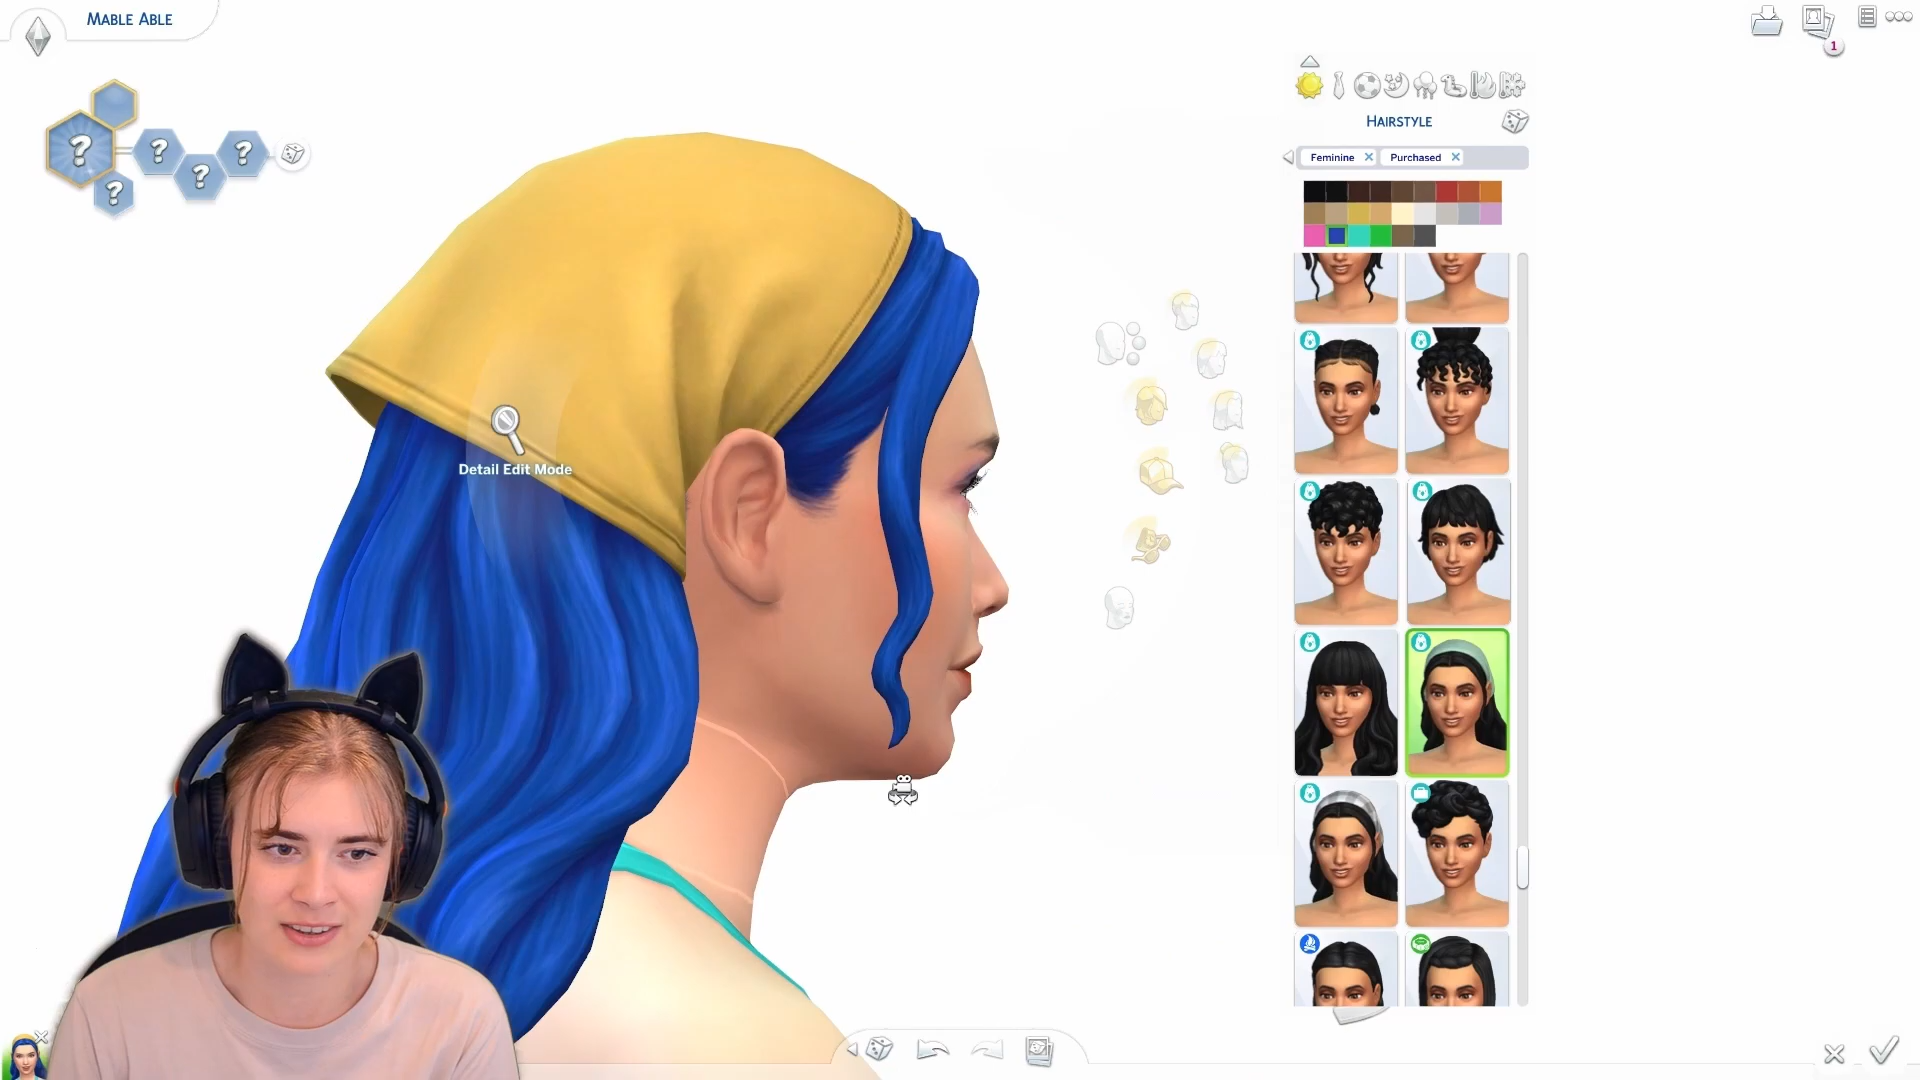 Mable Able
1
Hairstyle
Feminine
Purchased
? ? ? ? ?
Detail Edit Mode